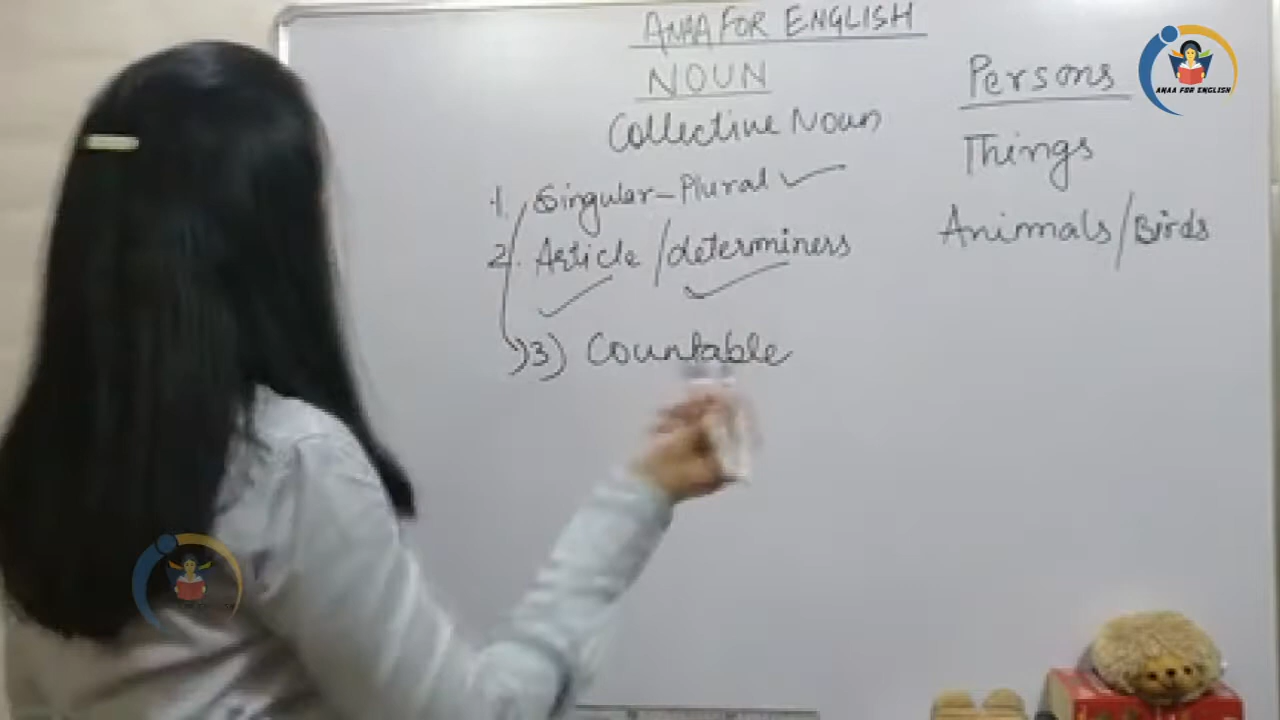 ANAA FOR ENGLISH
NOUN
Collective Noun
1. Singular-Plural
2. Article/determiners
3) Countable
Persons
Things
Animals/Birds
ANAA FOR ENGLISH